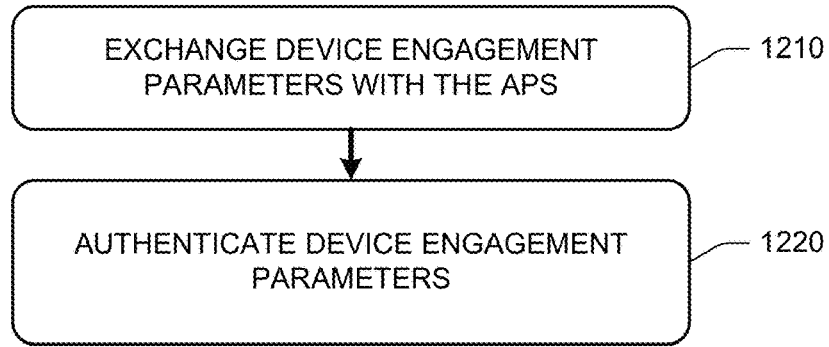 EXCHANGE DEVICE ENGAGEMENT
PARAMETERS WITH THE APS
1210
AUTHENTICATE DEVICE ENGAGEMENT
PARAMETERS
1220